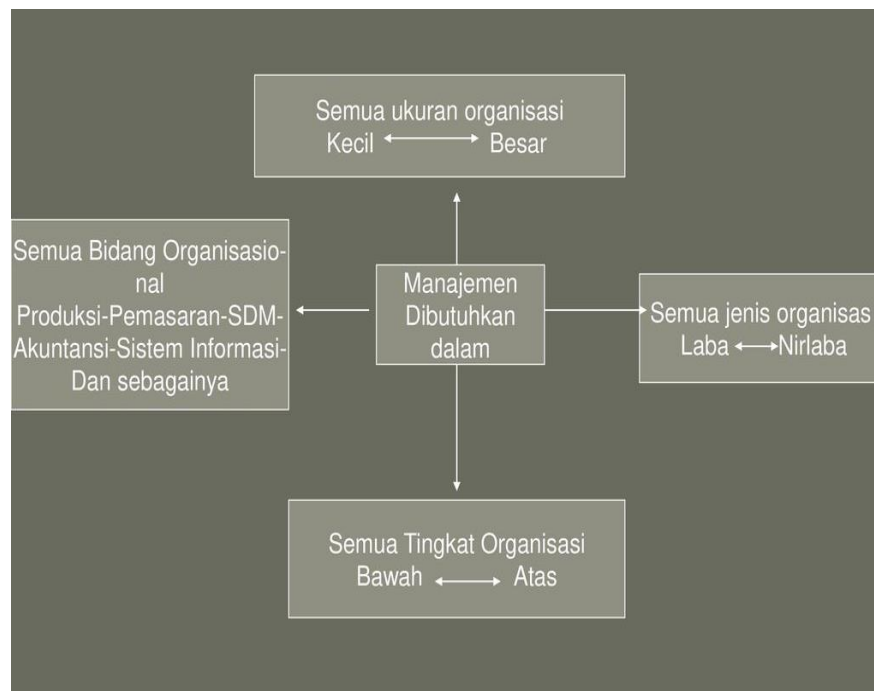 Semua ukuran organisasi
Kecil Besar
Semua Bidang Organisasio-
nal
Produksi-Pemasaran-SDM-
Akuntansi-Sistem Informasi-
Dan sebagainya
Manajemen
Dibutuhkan
dalam
Semua jenis organisas
Laba Nirlaba
Semua Tingkat Organisasi
Bawah Atas